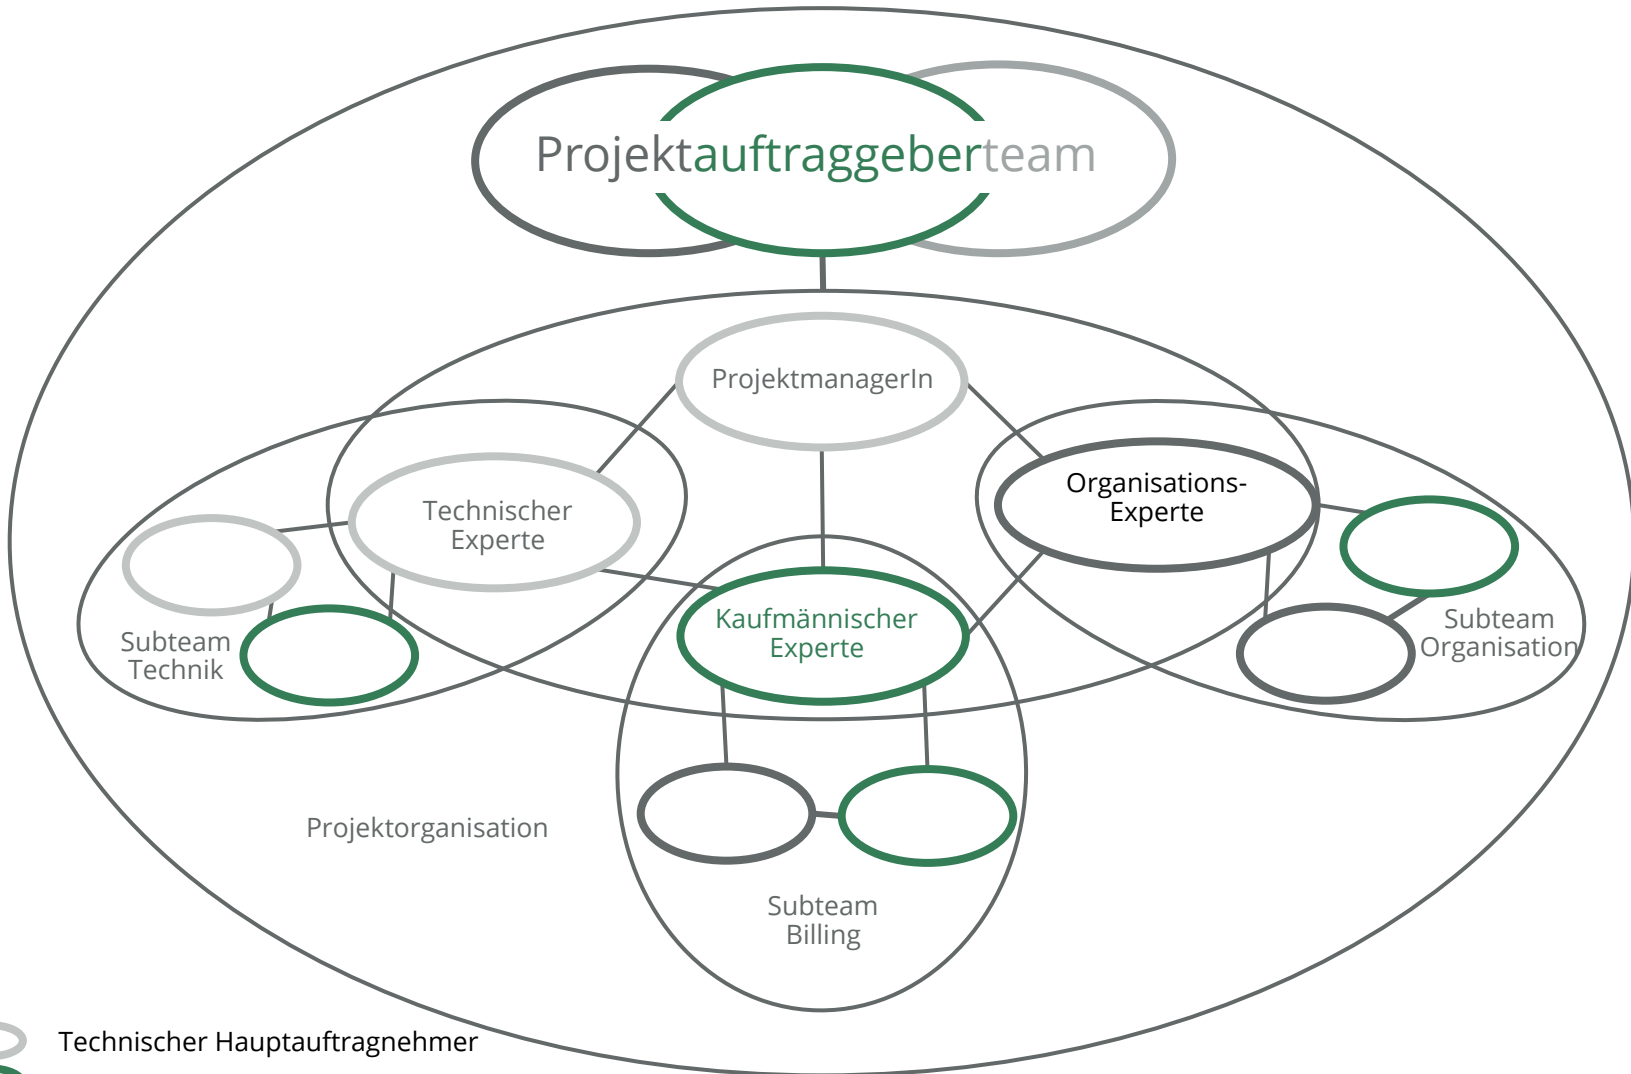 Projektauftraggeberteam
ProjektmanagerIn
Technischer
Experte
Organisations-
Experte
Kaufmännischer
Experte
Subteam
Technik
Subteam
Organisation
Projektorganisation
Subteam
Billing
Technischer Hauptauftragnehmer